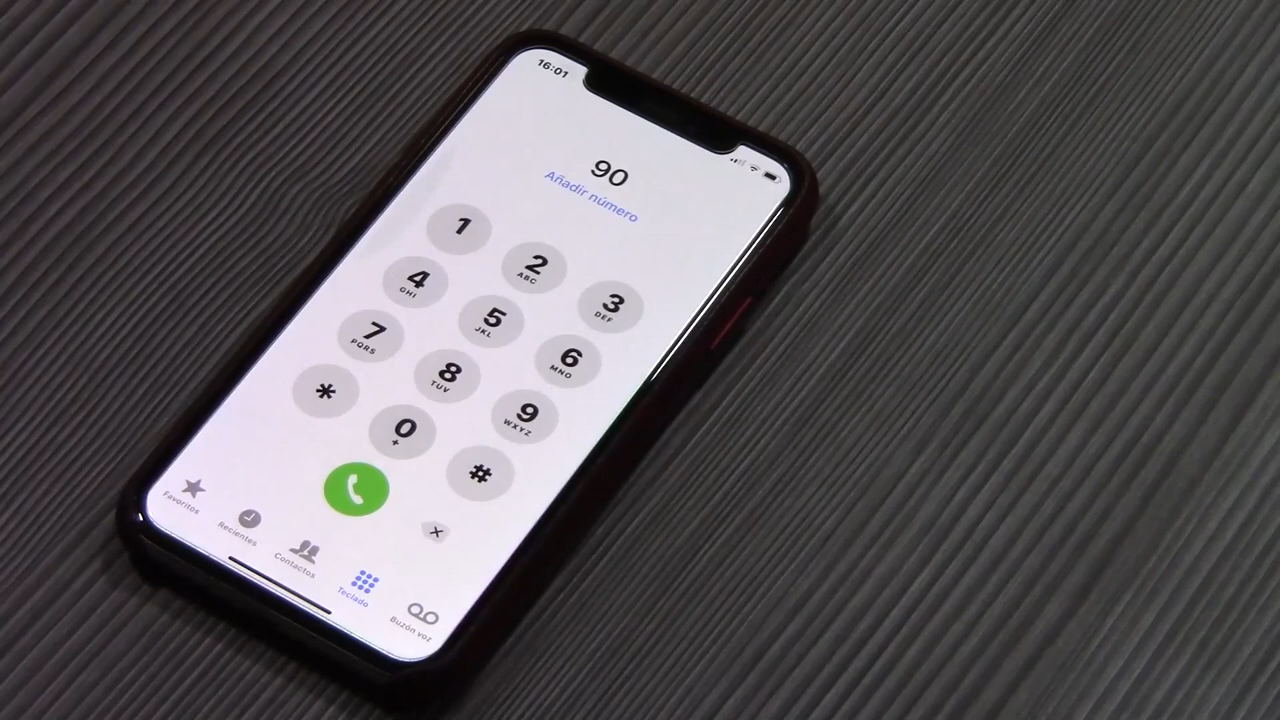 16:01
90
Añadir número
1
2
ABC
3
DEF
4
GHI
5
JKL
6
MNO
7
PQRS
8
TUV
9
WXYZ
*
0
+
#
Favoritos
Recientes
Contactos
Teclado
Buzón voz